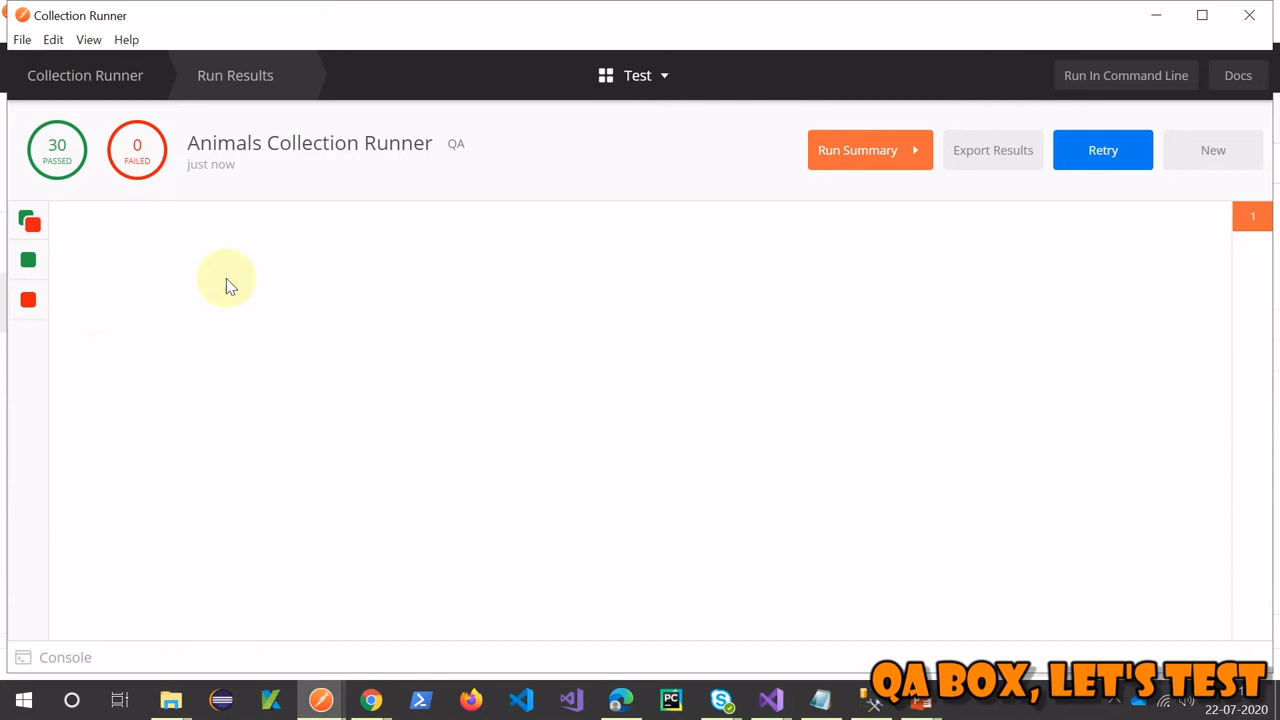 Collection Runner
File Edit View Help
Collection Runner Run Results Test Run In Command Line Docs
30 PASSED
0 FAILED
Animals Collection Runner QA
just now
Run Summary Export Results Retry New
1
Console
QA BOX, LET'S TEST
PC
22-07-2020